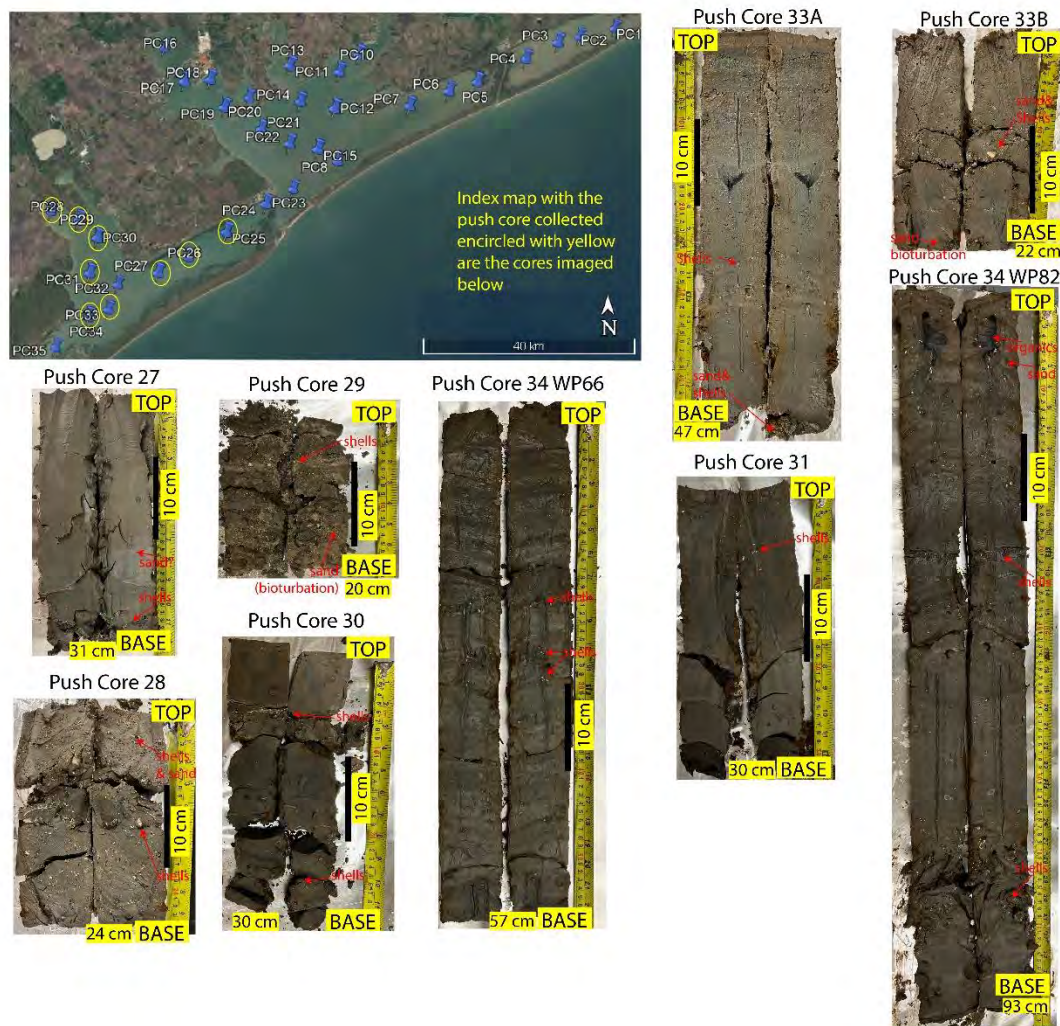 PC16
PC13
PC10
PC3
PC2
PC1
PC4
PC18
PC11
PC17
PC14
PC6
PC5
PC7
PC12
PC19
PC20
PC21
PC22
PC15
PC8
PC24
PC23
PC25
PC28
PC29
PC30
PC26
PC27
PC31
PC32
PC33
PC34
PC35
Index map with the
push core collected
encircled with yellow
are the cores imaged
below
N
40 km
Push Core 33A
TOP
10 cm
shells
sand&
shells
BASE
47 cm
Push Core 33B
TOP
sand&
shells
10 cm
BASE
sand
bioturbation
22 cm
Push Core 27
TOP
10 cm
sand
shells
31 cm
BASE
Push Core 29
TOP
shells
10 cm
BASE
sand
(bioturbation)
20 cm
Push Core 34 WP66
TOP
shells
shells
10 cm
57 cm
BASE
Push Core 31
TOP
shells
10 cm
30 cm
BASE
Push Core 34 WP82
TOP
organics
sand
10 cm
shells
shells
BASE
93 cm
Push Core 28
TOP
shells
& sand
10 cm
shells
24 cm
BASE
Push Core 30
TOP
shells
10 cm
shells
30 cm
BASE